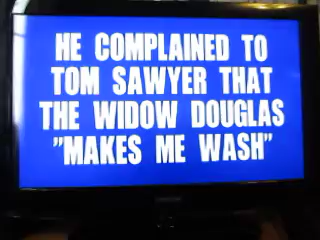 HE COMPLAINED TO
TOM SAWYER THAT
THE WIDOW DOUGLAS
"MAKES ME WASH"